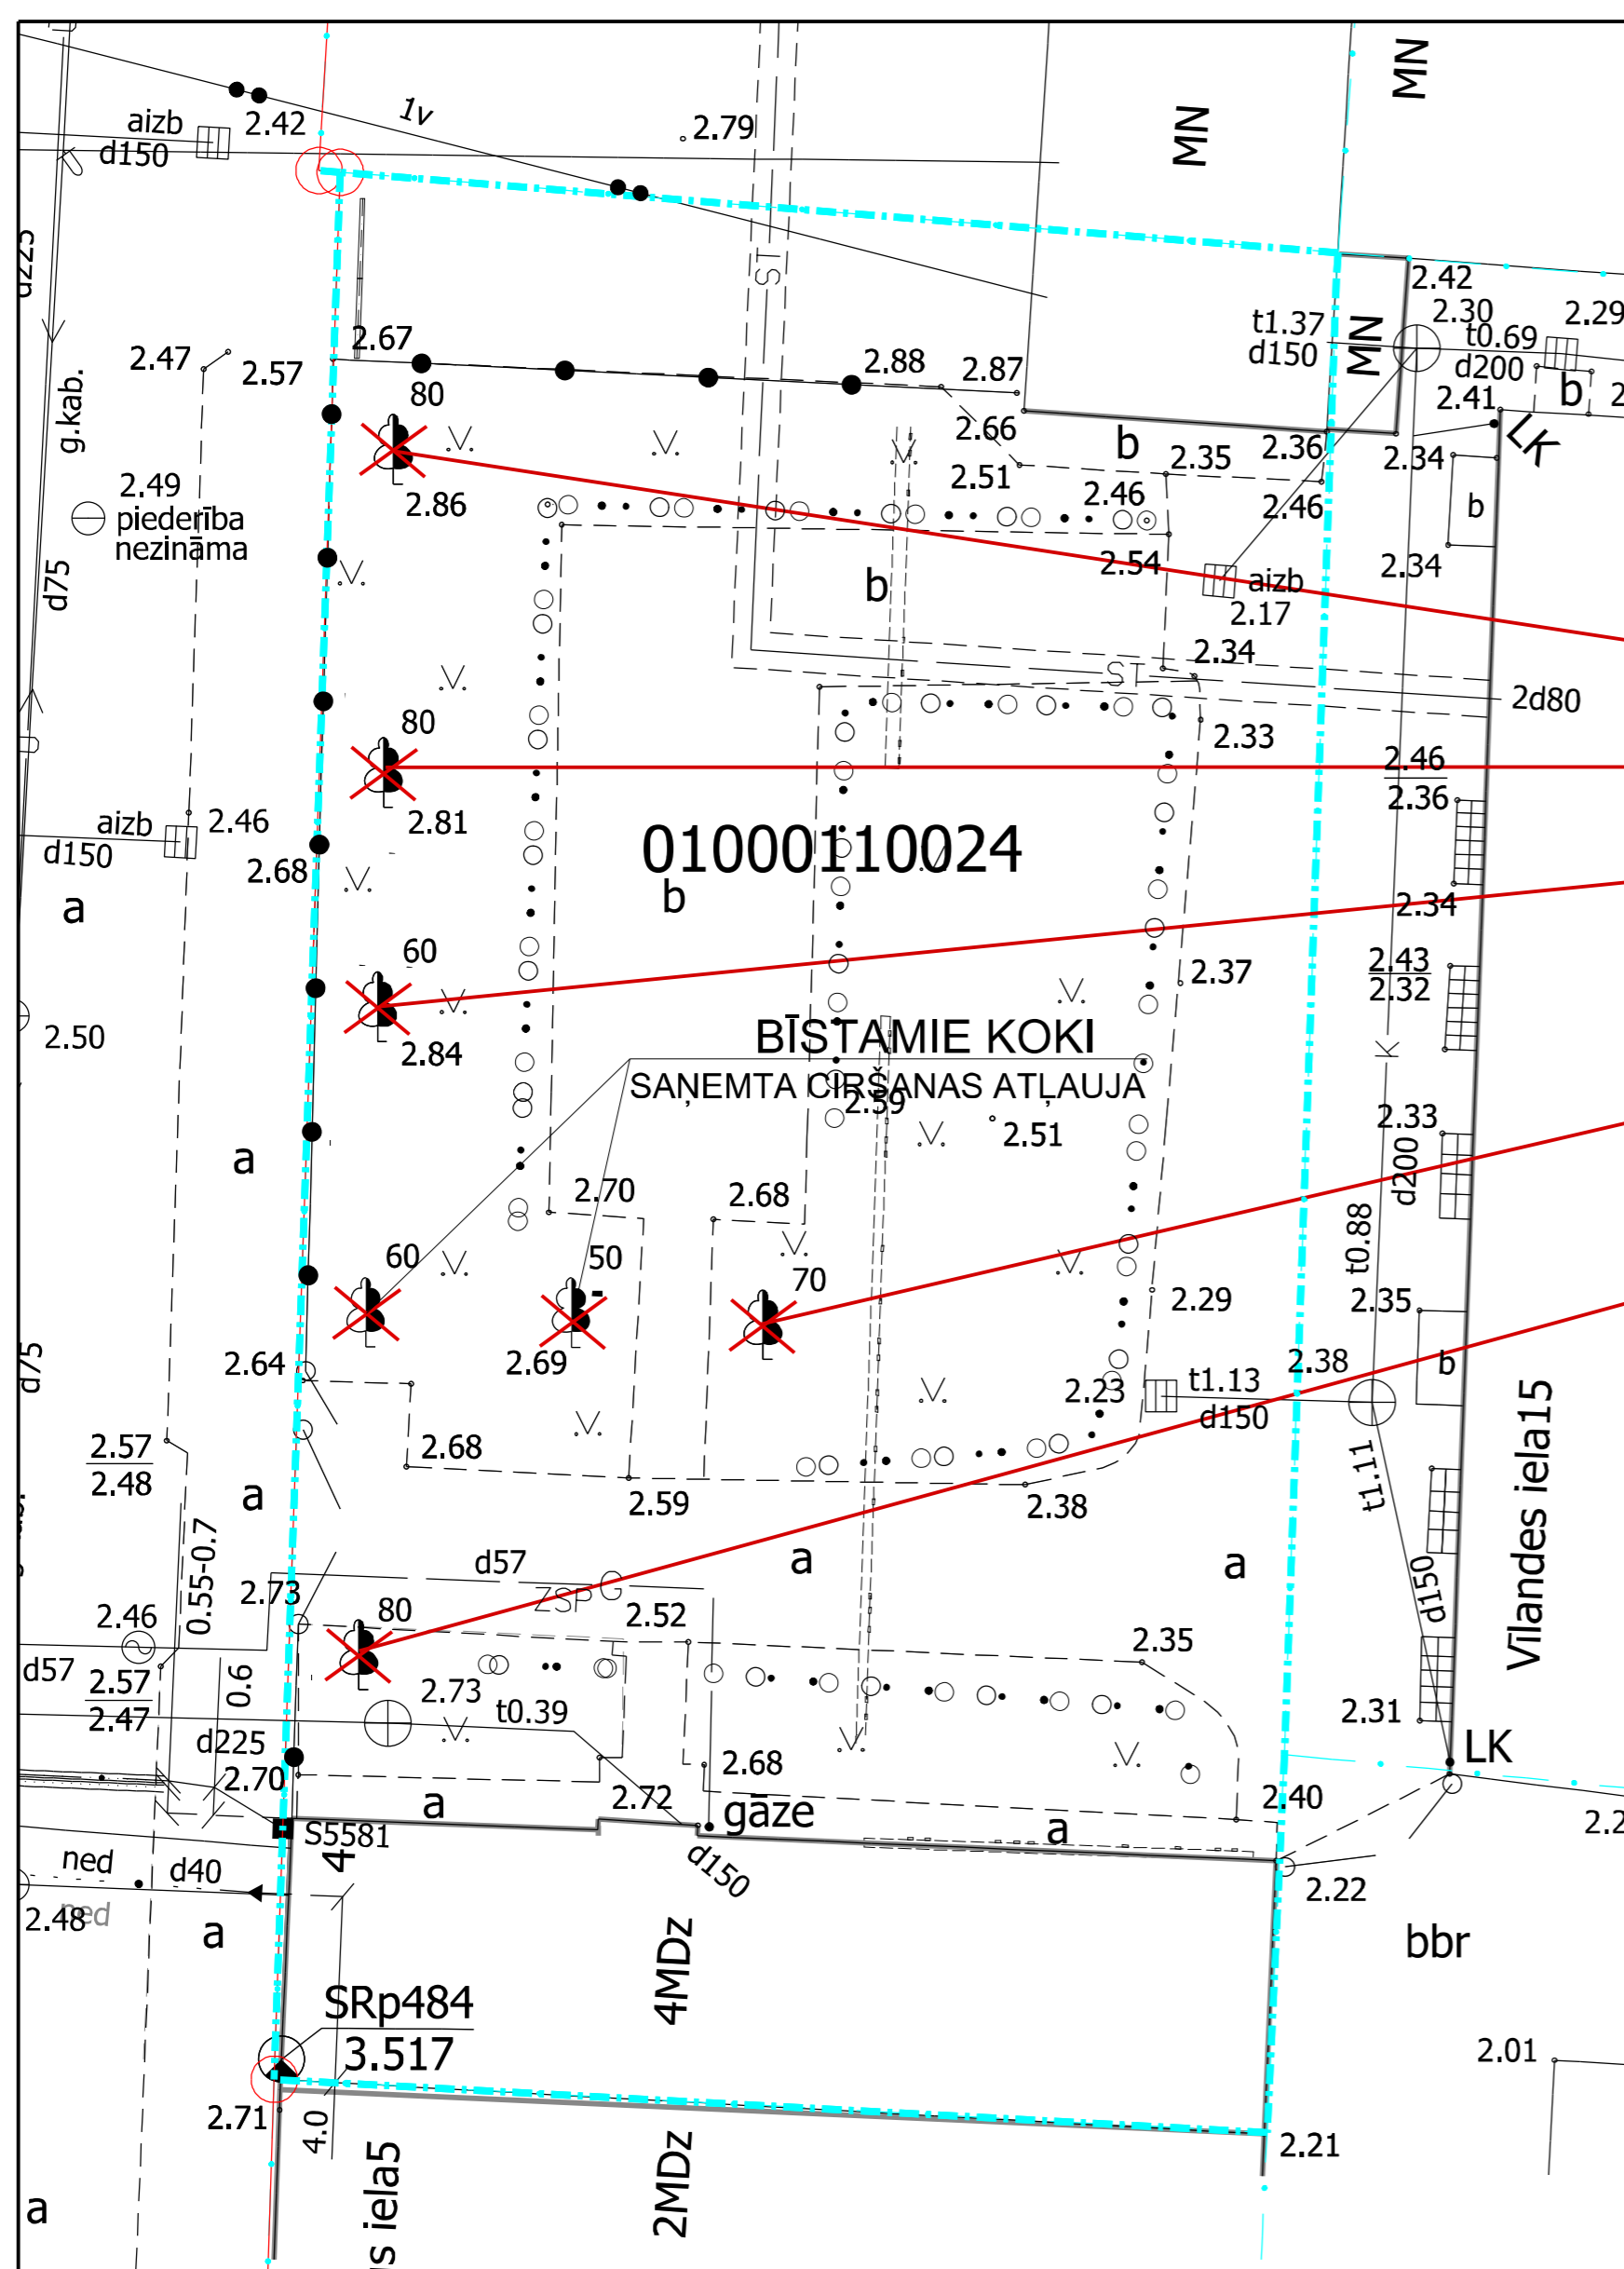 MN
aizb
2.42
1v
2.79
MN
d150
d225
ST
2.42
2.30
2.29
t1.37
t0.69
d150
MN
d200
2.67
2.47
2.57
2.88
2.87
2.41
b
g.kab.
80
2.66
b
2.36
2.34
LK
2.35
2.51
2.49
2.86
2.46
2.46
b
piederība
nezināma
2.54
2.34
d75
b
aizb
2.17
2.34
ST
2d80
80
2.33
2.46
2.36
aizb
2.46
2.81
d150
01000110024
2.68
b
2.34
a
60
2.43
2.37
2.32
2.50
2.84
BĪSTAMIE KOKI
SAŅEMTA CIRŠANAS ATĻAUJA
K
2.59
2.51
2.33
a
d200
2.70
2.68
60
50
70
t0.88
2.29
2.35
2.64
2.69
2.38
b
d75
2.23
t1.13
d150
2.57
2.68
2.48
a
2.59
2.38
t1.11
Vilandes iela15
0.55-0.7
d57
a
a
d150
ZSP G
2.73
2.46
80
2.52
2.35
d57
2.57
0.6
2.73
t0.39
2.47
2.31
d225
2.70
2.68
LK
a
2.72
gāze
2.40
a
S5581
4
ned
d40
d150
2.22
2.48
ned
a
bbr
4MDz
SRp484
3.517
2.01
2.71
4.0
2.21
2MDz
iela5
a